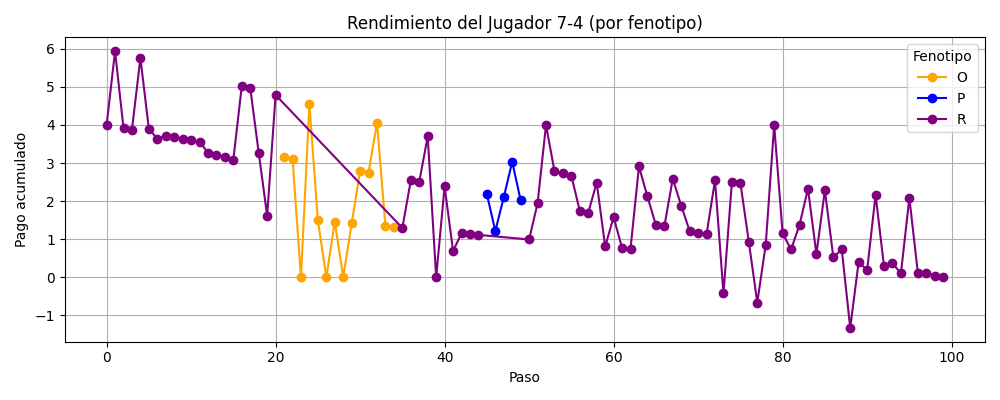 Rendimiento del Jugador 7-4 (por fenotipo)
Pago acumulado
6
5
4
3
2
1
0
−1
Fenotipo
O
P
R
0 20 40 60 80 100
Paso